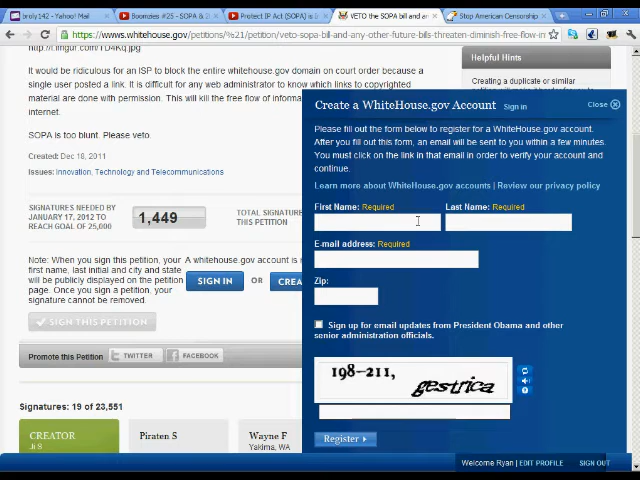 broly142 - Yahoo! Mail
Boomzies #25 - SOPA & 
Protect IP Act (SOPA) is
VETO the SOPA bill and an
Stop American Censorship
https://wwws.whitehouse.gov/petitions/%21/petition/veto-sopa-bill-and-any-other-future-bills-threaten-diminish-free-flow-in
http://i.imgur.com/1D4KQ.jpg
It would be ridiculous for an ISP to block the entire whitehouse.gov domain on court order because a
single user posted a link. It is difficult for any web administrator to know which links to copyrighted
material are done with permission. This will kill the free flow of informa
internet.
SOPA is too blunt. Please veto.
Created: Dec 18, 2011
Issues: Innovation, Technology and Telecommunications
Helpful Hints
Creating a duplicate or similar
SIGNATURES NEEDED BY
JANUARY 17, 2012 TO
REACH GOAL OF 25,000
1,449
TOTAL SIGNATU
THIS PETITION
Note: When you sign this petition, your
first name, last initial and city and state
will be publicly displayed on the petition
page. Once you sign a petition, your
signature cannot be removed.
A whitehouse.gov account is
SIGN IN
OR
CREA
SIGN THIS PETITION
Promote this Petition
TWITTER
FACEBOOK
Signatures: 19 of 23,551
CREATOR
Ji S
Piraten S
Wayne F
Yakima, WA
Create a WhiteHouse.gov Account Sign in
Close
Please fill out the form below to register for a WhiteHouse.gov account.
After you fill out this form, an email will be sent to you within a few minutes.
You must click on the link in that email in order to verify your account and
continue.
Learn more about WhiteHouse.gov accounts | Review our privacy policy
First Name: Required
Last Name: Required
E-mail address: Required
Zip:
Sign up for email updates from President Obama and other
senior administration officials.
198-211,
gestrica
Register
Welcome Ryan | EDIT PROFILE
SIGN OUT